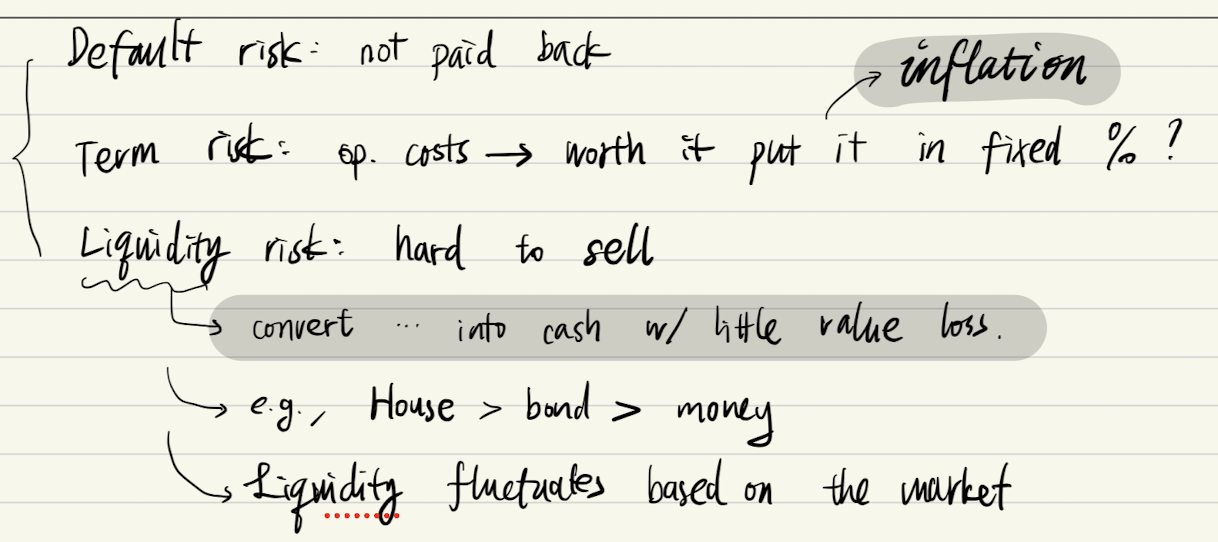 Default risk: not paid back
inflation
Term risk: op. costs → worth it put it in fixed % ?
Liquidity risk: hard to sell
convert ... into cash w/ little value loss.
e.g., House > bond > money
Liquidity fluctuates based on the market